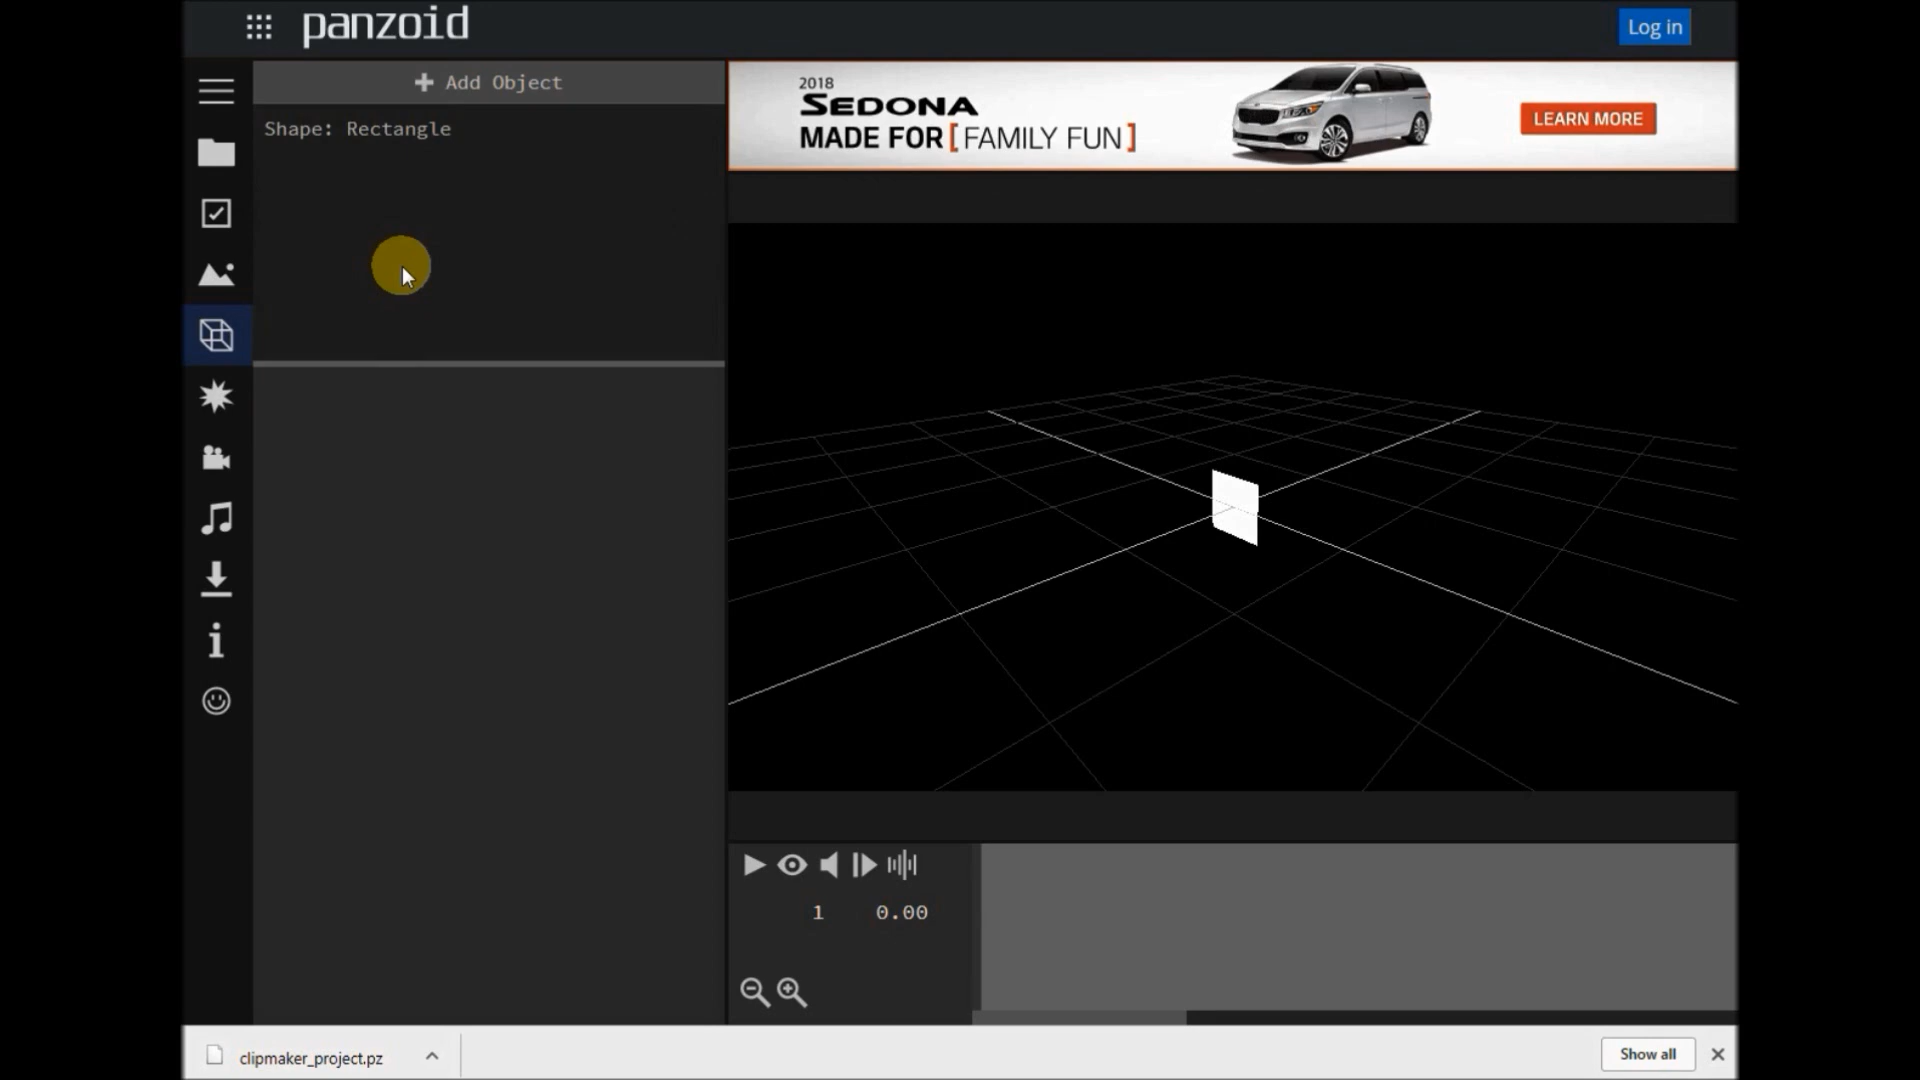 panzoid
Log in
Add Object
Shape: Rectangle
2018
SEDONA
MADE FOR [FAMILY FUN]
LEARN MORE
1 0.00
clipmaker_project.pz
Show all